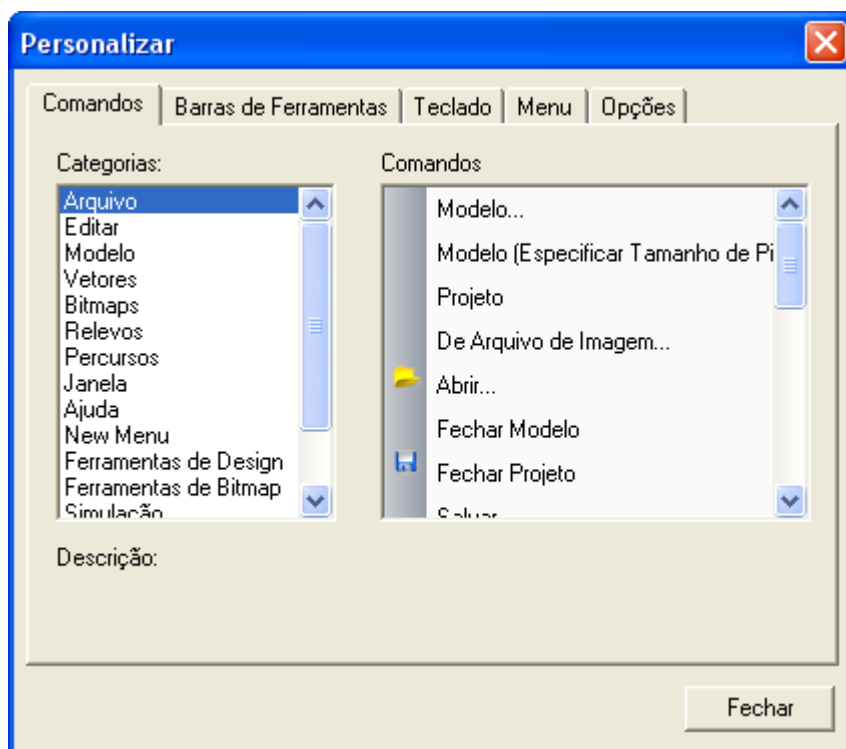 Personalizar
Comandos
Barras de Ferramentas
Teclado
Menu
Opções
Categorias:
Arquivo
Editar
Modelo
Vetores
Bitmaps
Relevos
Percursos
Janela
Ajuda
New Menu
Ferramentas de Design
Ferramentas de Bitmap
Simulação
Comandos
Modelo...
Modelo (Especificar Tamanho de Pi
Projeto
De Arquivo de Imagem...
Abrir...
Fechar Modelo
Fechar Projeto
Salvar
Descrição:
Fechar